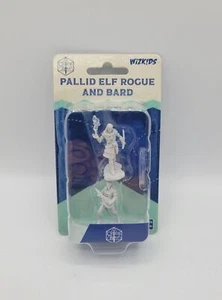 WIZKIDS
PALLID ELF ROGUE
AND BARD